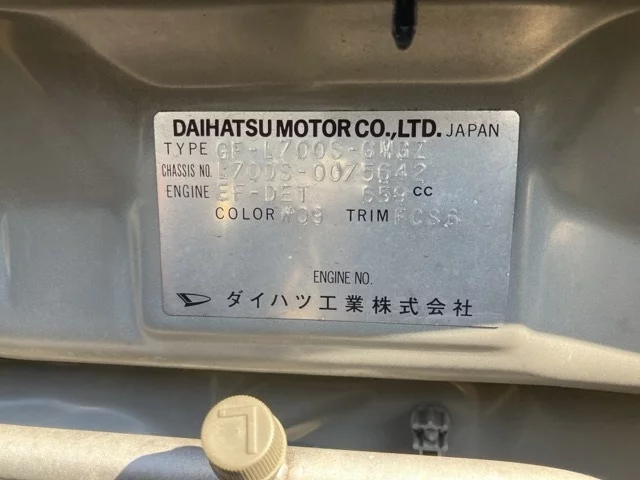 DAIHATSU MOTOR CO.,LTD. JAPAN
TYPE GF-L700S-GMGZ
CHASSIS NO. L700S-0075642
ENGINE EF-DET 659 CC
COLOR W09 TRIM FCS6
ENGINE NO.
ダイハツ工業株式会社
L